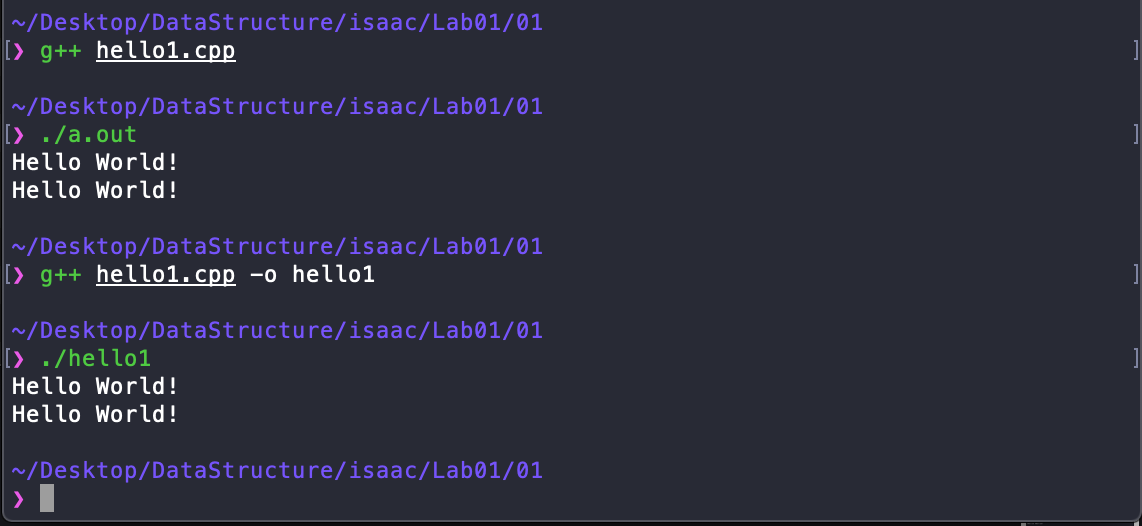 ~/Desktop/DataStructure/isaac/Lab01/01
[❯ g++ hello1.cpp ]
~/Desktop/DataStructure/isaac/Lab01/01
[❯ ./a.out ]
Hello World!
Hello World!
~/Desktop/DataStructure/isaac/Lab01/01
[❯ g++ hello1.cpp -o hello1 ]
~/Desktop/DataStructure/isaac/Lab01/01
[❯ ./hello1 ]
Hello World!
Hello World!
~/Desktop/DataStructure/isaac/Lab01/01
❯